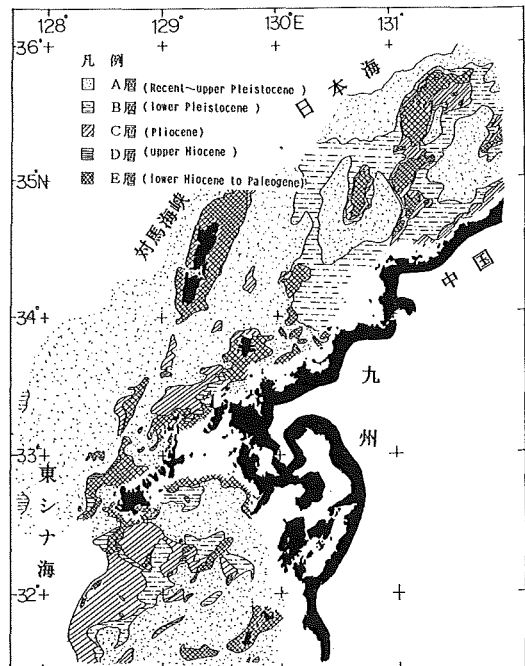 128° 129° 130°E 131°
36°
凡例
A層 (Recent~upper Pleistocene)
B層 (lower Pleistocene)
C層 (Pliocene)
D層 (upper Miocene)
E層 (lower Miocene to Paleogene)
日本海
35N
対馬海峡
中国
34°
九州
33°
東シナ海
32°